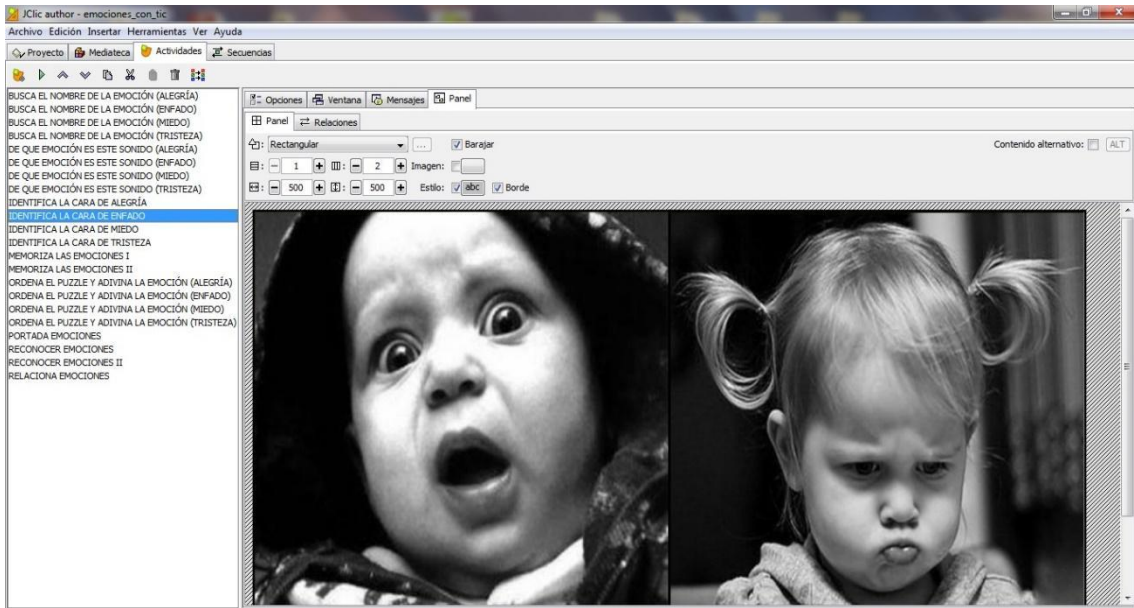 JClic author - emociones_con_tic
Archivo Edición Insertar Herramientas Ver Ayuda
Proyecto Mediateca Actividades Secuencias
BUSCA EL NOMBRE DE LA EMOCIÓN (ALEGRÍA)
BUSCA EL NOMBRE DE LA EMOCIÓN (ENFADO)
BUSCA EL NOMBRE DE LA EMOCIÓN (MIEDO)
BUSCA EL NOMBRE DE LA EMOCIÓN (TRISTEZA)
DE QUE EMOCIÓN ES ESTE SONIDO (ALEGRÍA)
DE QUE EMOCIÓN ES ESTE SONIDO (ENFADO)
DE QUE EMOCIÓN ES ESTE SONIDO (MIEDO)
DE QUE EMOCIÓN ES ESTE SONIDO (TRISTEZA)
IDENTIFICA LA CARA DE ALEGRÍA
IDENTIFICA LA CARA DE ENFADO
IDENTIFICA LA CARA DE MIEDO
IDENTIFICA LA CARA DE TRISTEZA
MEMORIZA LAS EMOCIONES I
MEMORIZA LAS EMOCIONES II
ORDENA EL PUZZLE Y ADIVINA LA EMOCIÓN (ALEGRÍA)
ORDENA EL PUZZLE Y ADIVINA LA EMOCIÓN (ENFADO)
ORDENA EL PUZZLE Y ADIVINA LA EMOCIÓN (MIEDO)
ORDENA EL PUZZLE Y ADIVINA LA EMOCIÓN (TRISTEZA)
PORTADA EMOCIONES
RECONOCER EMOCIONES
RECONOCER EMOCIONES II
RELACIONA EMOCIONES
Opciones Ventana Mensajes Panel
Panel Relaciones
Rectangular ... Barajar Contenido alternativo: ALT
1 2 Imagen:
500 500 Estilo: abc Borde